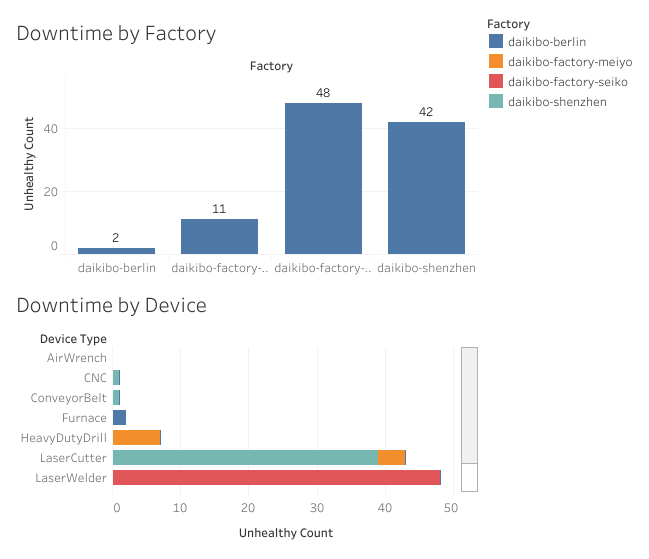 Downtime by Factory
Factory
daikibo-berlin
daikibo-factory-meiyo
daikibo-factory-seiko
daikibo-shenzhen
Factory
Unhealthy Count
40
20
0
2
11
48
42
daikibo-berlin
daikibo-factory-..
daikibo-factory-..
daikibo-shenzhen
Downtime by Device
Device Type
AirWrench
CNC
ConveyorBelt
Furnace
HeavyDutyDrill
LaserCutter
LaserWelder
0 10 20 30 40 50
Unhealthy Count